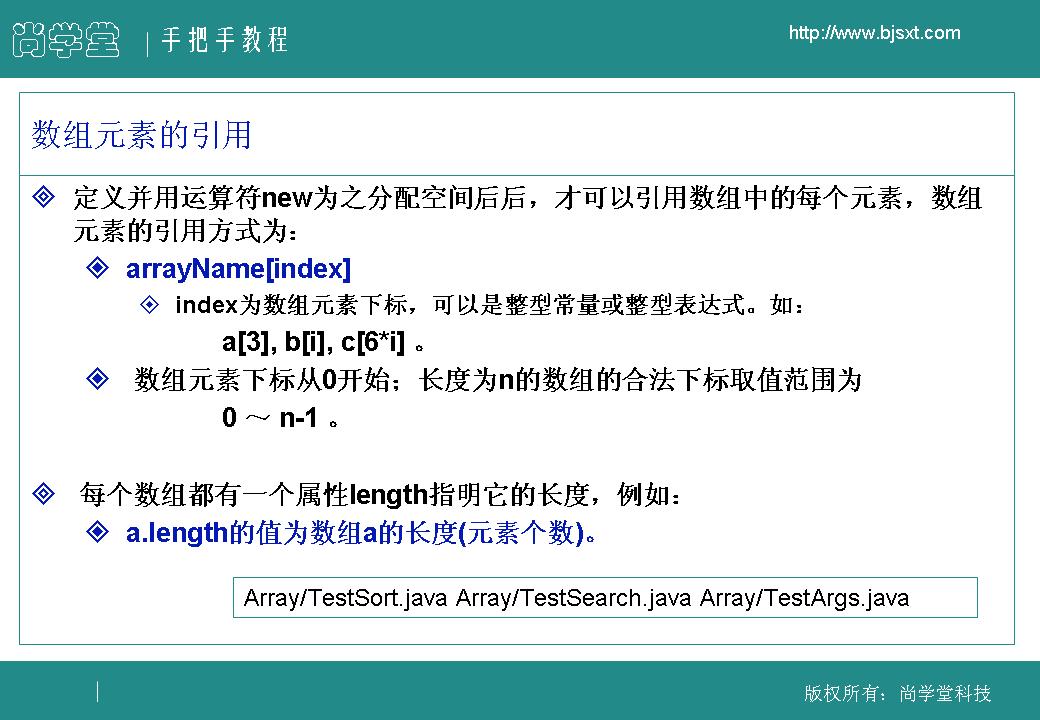 尚学堂 | 手把手教程
http://www.bjsxt.com
数组元素的引用
定义并用运算符new为之分配空间后后，才可以引用数组中的每个元素，数组
元素的引用方式为：
arrayName[index]
index为数组元素下标，可以是整型常量或整型表达式。如：
a[3], b[i], c[6*i] 。
数组元素下标从0开始；长度为n的数组的合法下标取值范围为
0 ～ n-1 。
每个数组都有一个属性length指明它的长度，例如：
a.length的值为数组a的长度(元素个数)。
Array/TestSort.java Array/TestSearch.java Array/TestArgs.java
版权所有：尚学堂科技